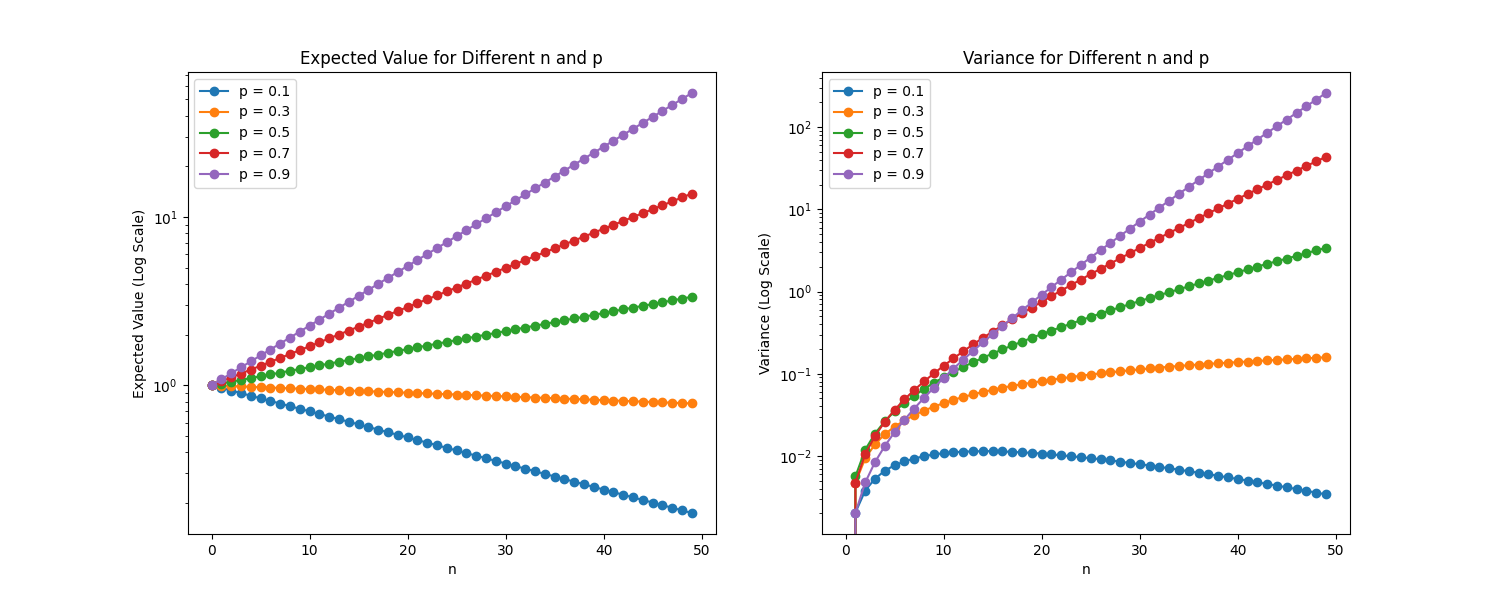 Expected Value for Different n and p
p = 0.1
p = 0.3
p = 0.5
p = 0.7
p = 0.9
Expected Value (Log Scale)
10¹
10⁰
0 10 20 30 40 50
n
Variance for Different n and p
p = 0.1
p = 0.3
p = 0.5
p = 0.7
p = 0.9
Variance (Log Scale)
10²
10¹
10⁰
10⁻¹
10⁻²
0 10 20 30 40 50
n